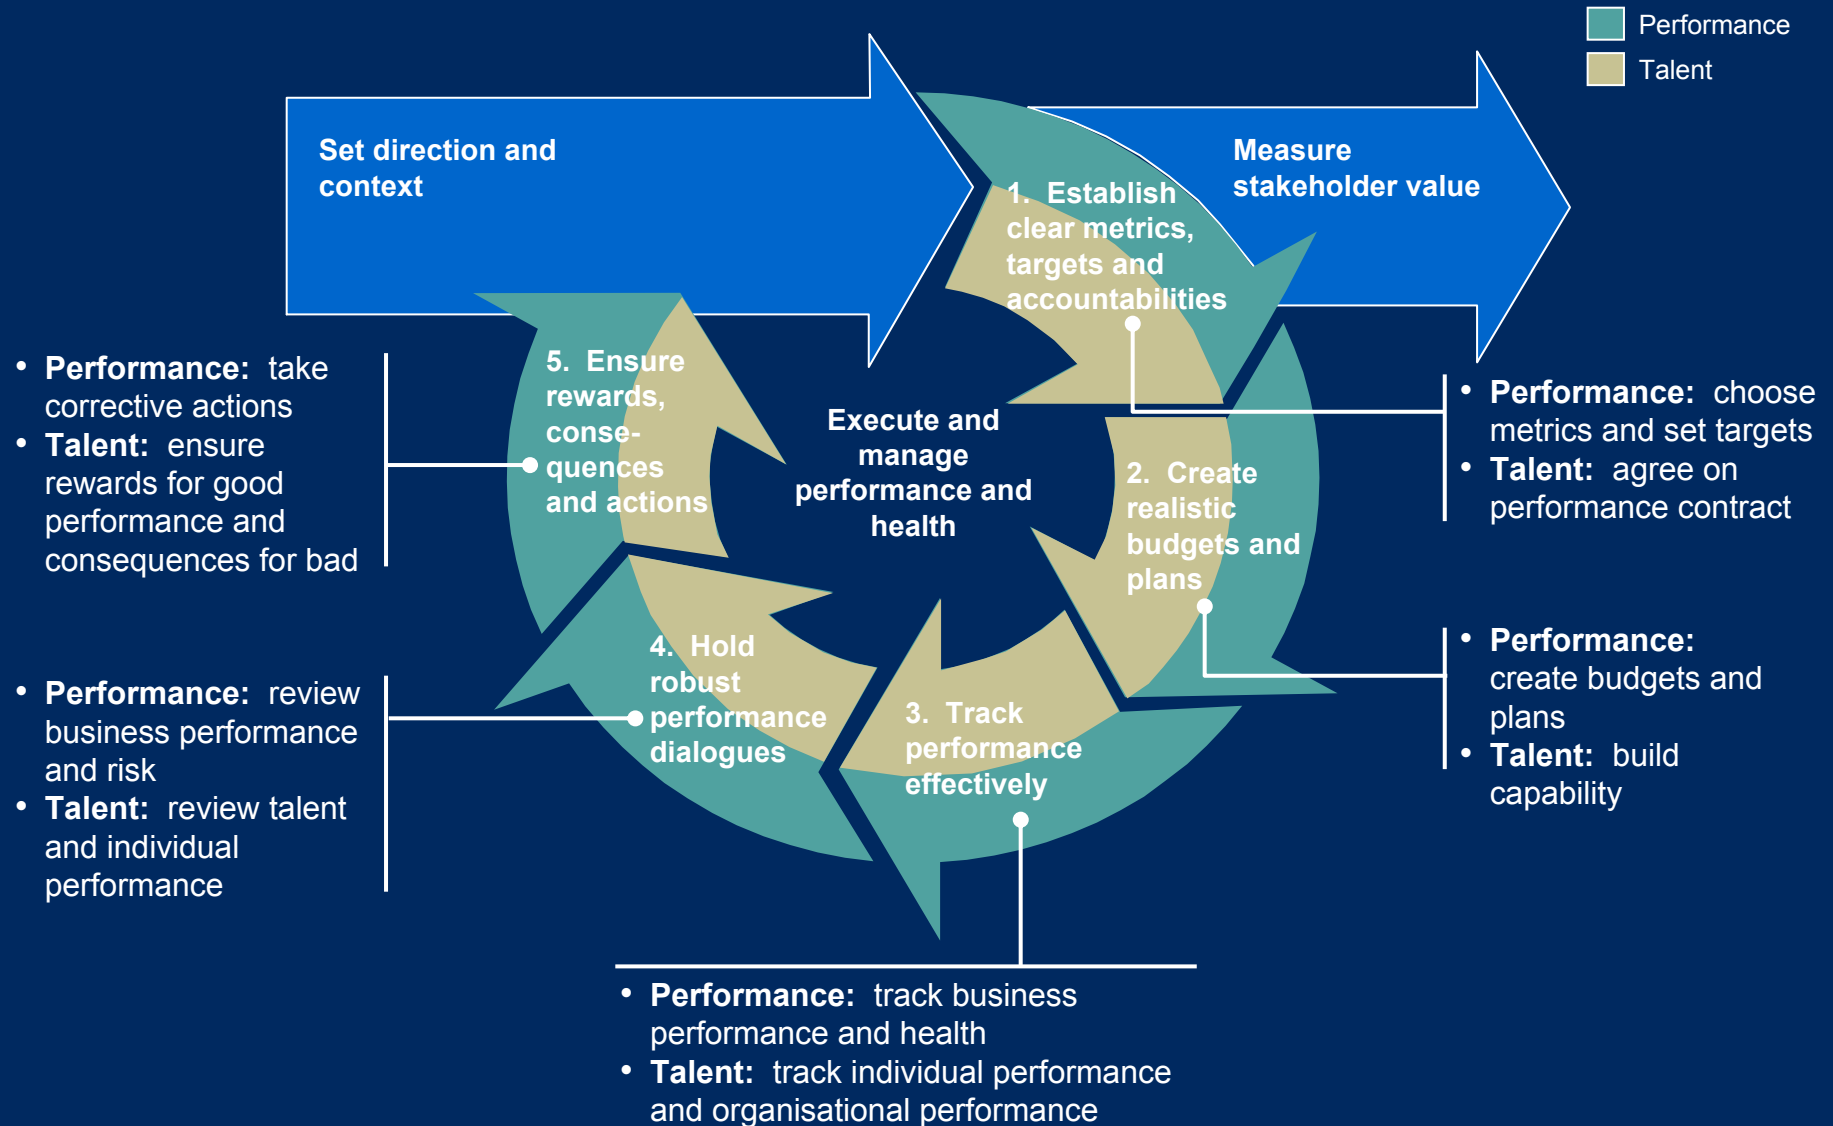 Performance
Talent
Set direction and
context
Measure
stakeholder value
1. Establish
clear metrics,
targets and
accountabilities
5. Ensure
rewards,
conse-
quences
and actions
Execute and
manage
performance and
health
2. Create
realistic
budgets and
plans
4. Hold
robust
performance
dialogues
3. Track
performance
effectively
• Performance: take
corrective actions
• Talent: ensure
rewards for good
performance and
consequences for bad
• Performance: choose
metrics and set targets
• Talent: agree on
performance contract
• Performance: review
business performance
and risk
• Talent: review talent
and individual
performance
• Performance:
create budgets and
plans
• Talent: build
capability
• Performance: track business
performance and health
• Talent: track individual performance
and organisational performance